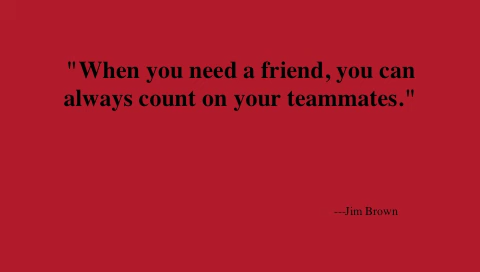 "When you need a friend, you can
always count on your teammates."
---Jim Brown